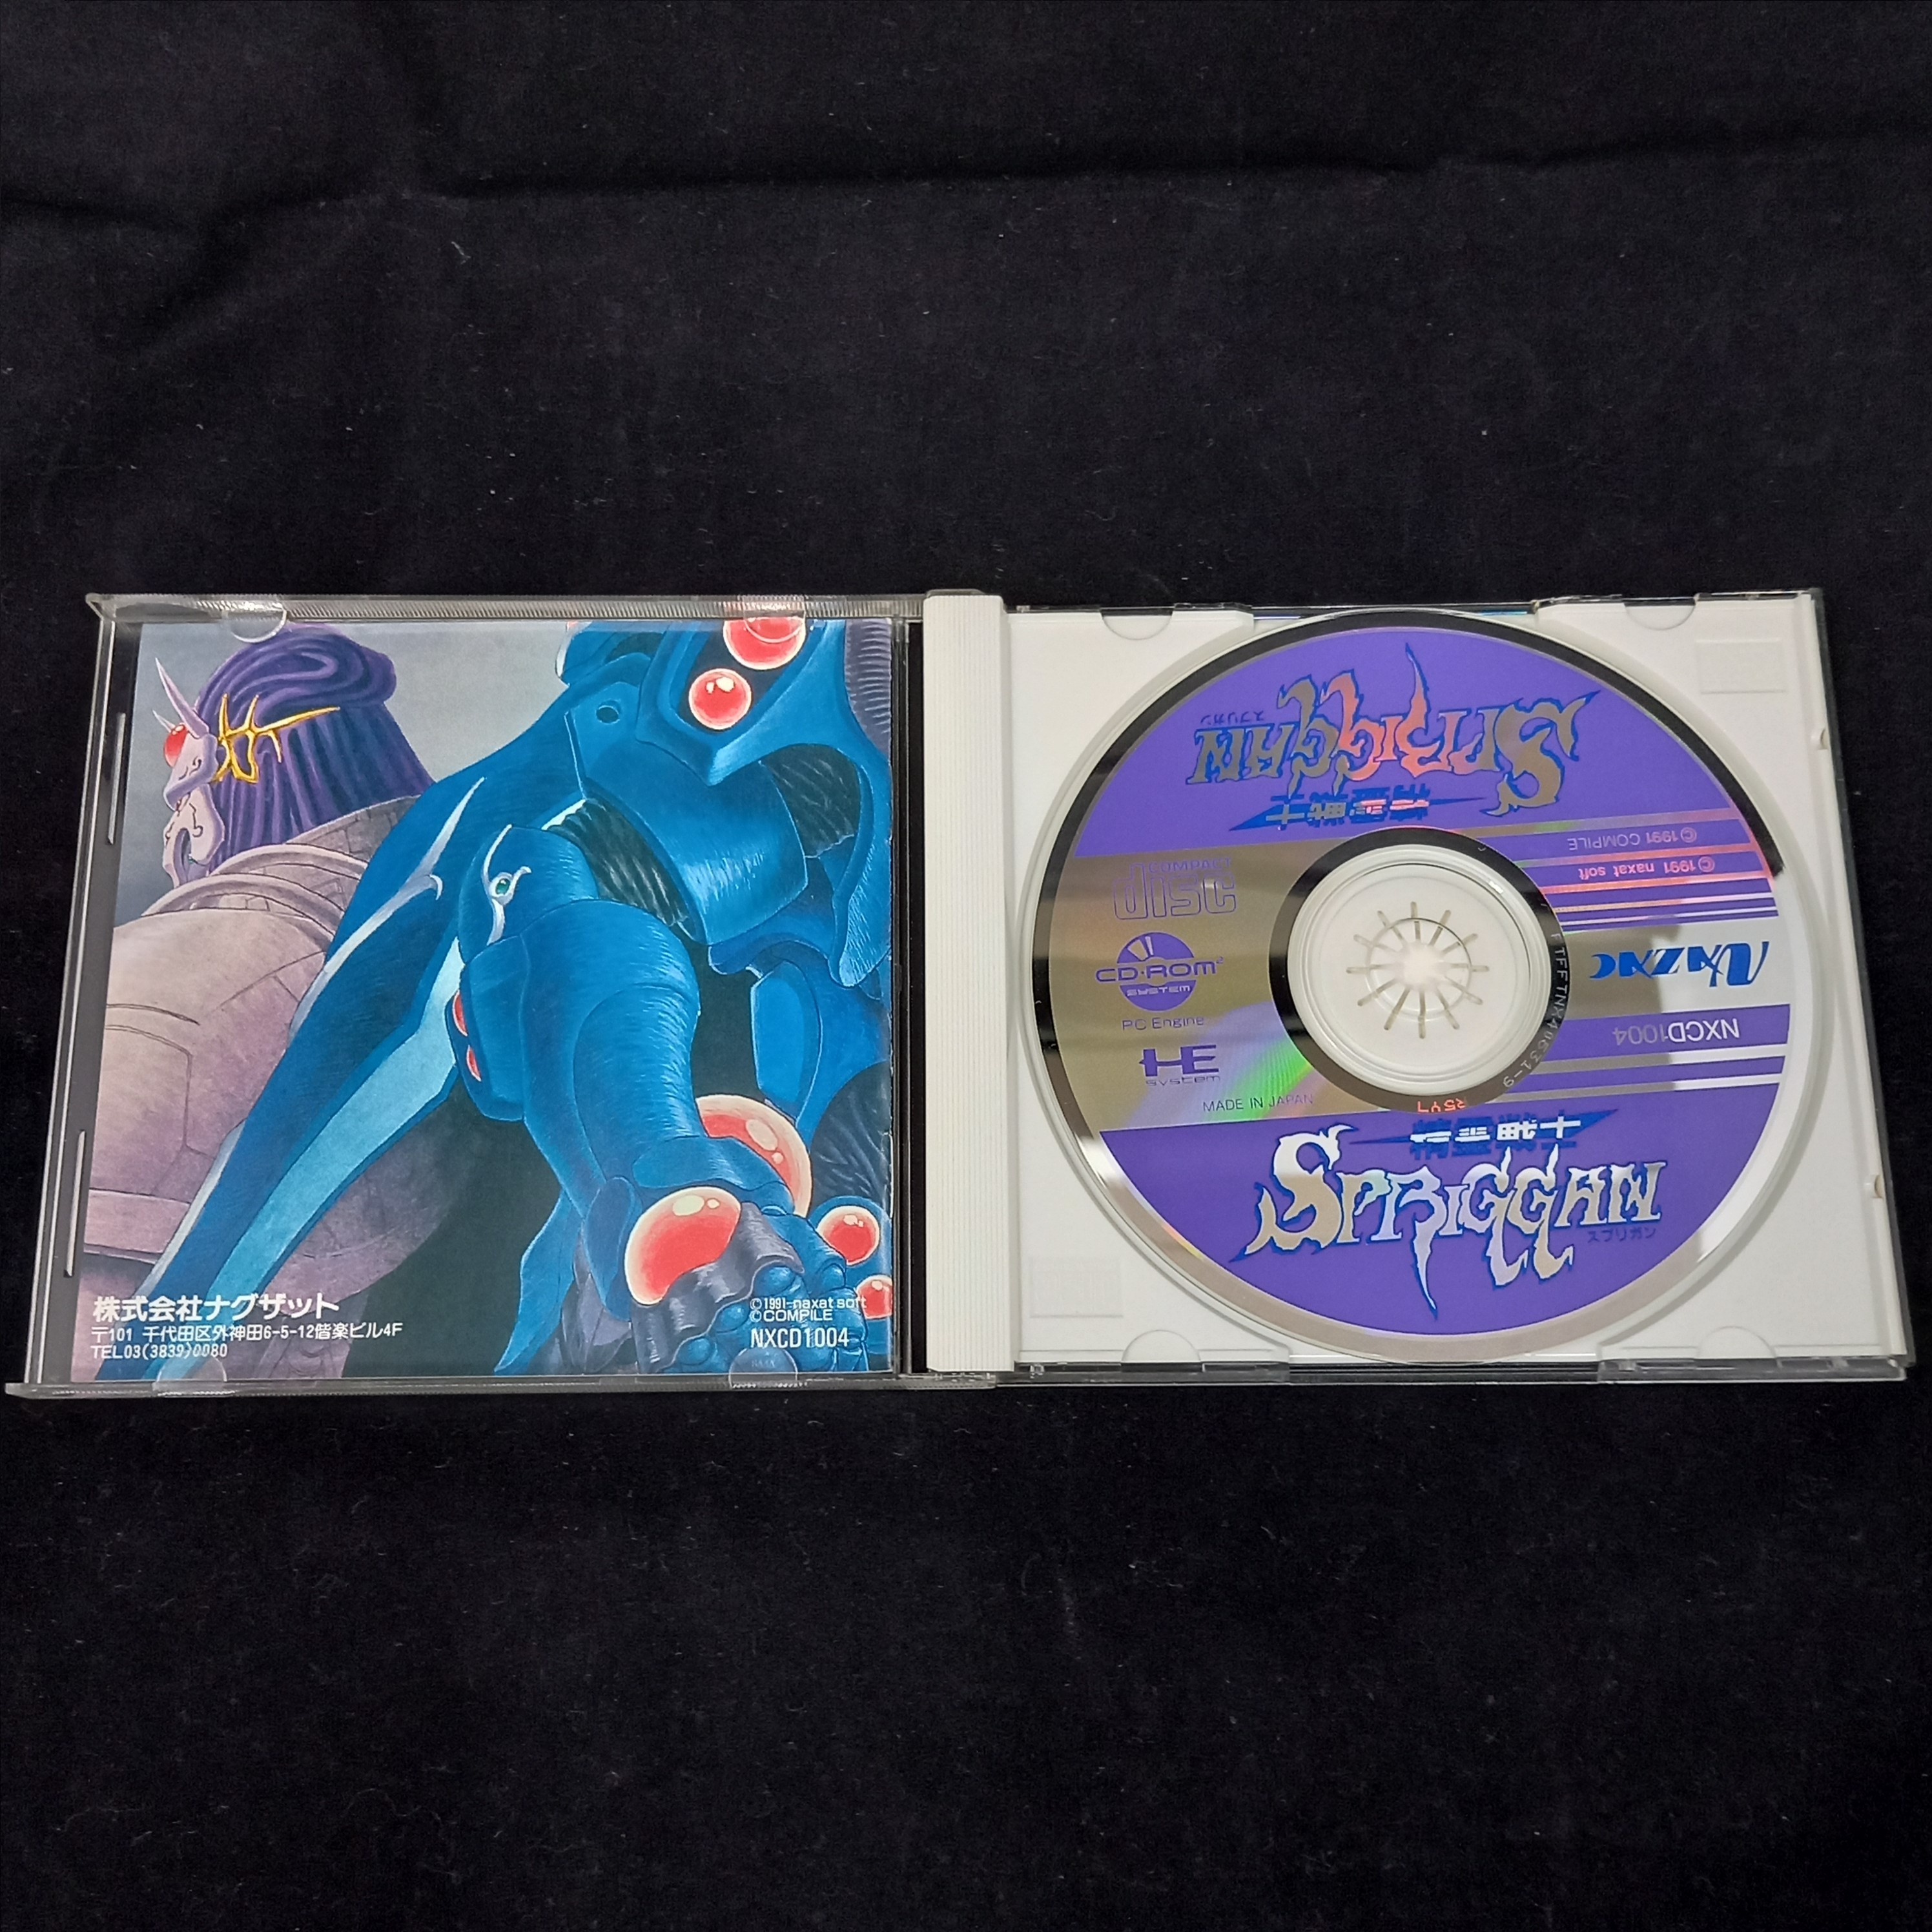 株式会社ナグザット
〒101 千代田区外神田6-5-12偕楽ビル4F
TEL03(3839)0080
©1991 naxat soft
©COMPILE
NXCD1004
SPRIGGAN
スプリガン
精霊戦士
©1991 COMPILE
©1991 naxat soft
COMPACT
disc
CD-ROM²
SYSTEM
PC Engine
HE
SYSTEM
MADE IN JAPAN
NXCD1004
精霊戦士
SPRIGGAN
スプリガン